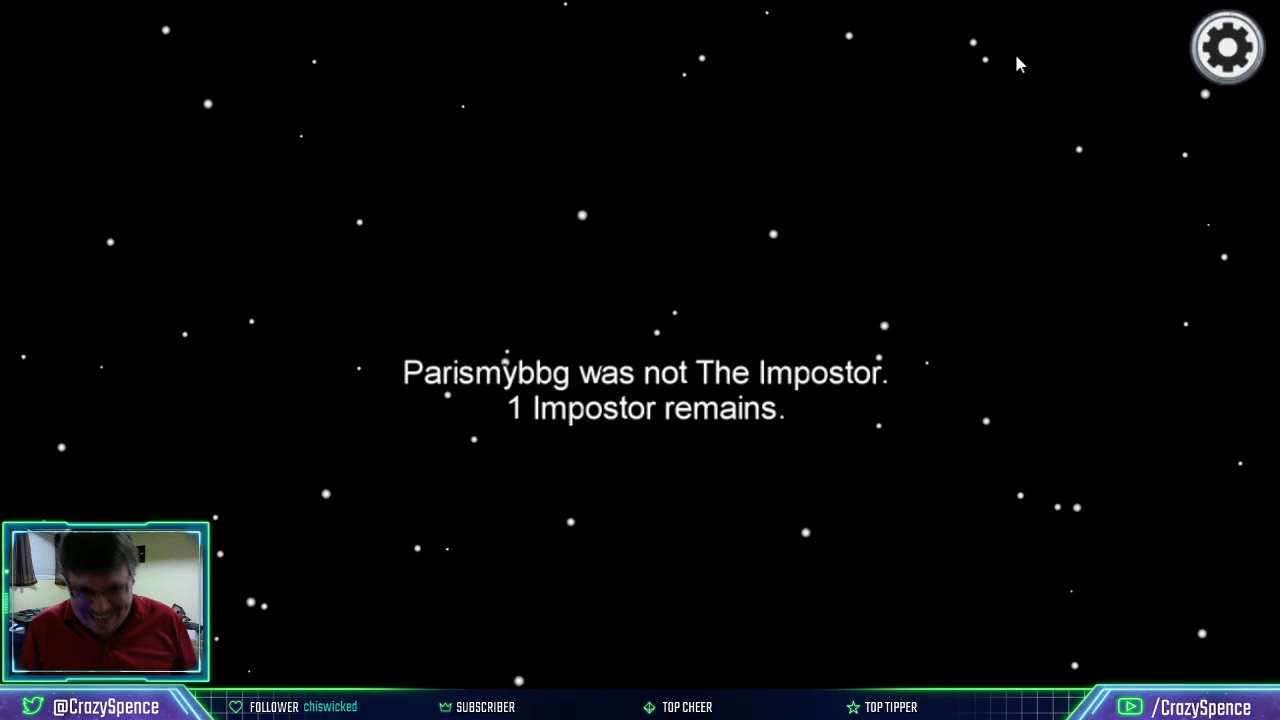 Parismybbg was not The Impostor.
1 Impostor remains.
@CrazySpence
FOLLOWER chiswicked
SUBSCRIBER
TOP CHEER
TOP TIPPER
/CrazySpence